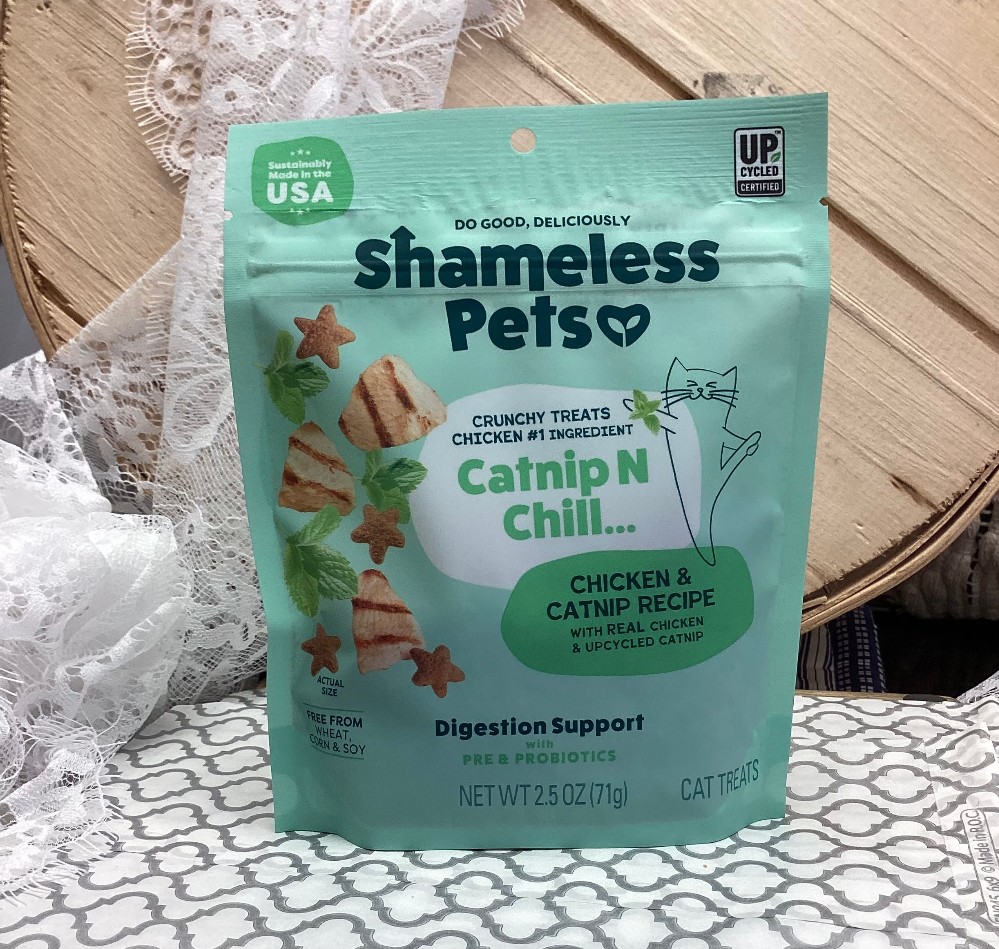 Sustainably
Made in the
USA
UP
CYCLED
CERTIFIED
DO GOOD, DELICIOUSLY
Shameless
Pets
CRUNCHY TREATS
CHICKEN #1 INGREDIENT
Catnip N
Chill...
CHICKEN &
CATNIP RECIPE
WITH REAL CHICKEN
& UPCYCLED CATNIP
ACTUAL
SIZE
FREE FROM
WHEAT,
CORN & SOY
Digestion Support
with
PRE & PROBIOTICS
NET WT 2.5 OZ (71g)
CAT TREATS
Made in R.O.C.